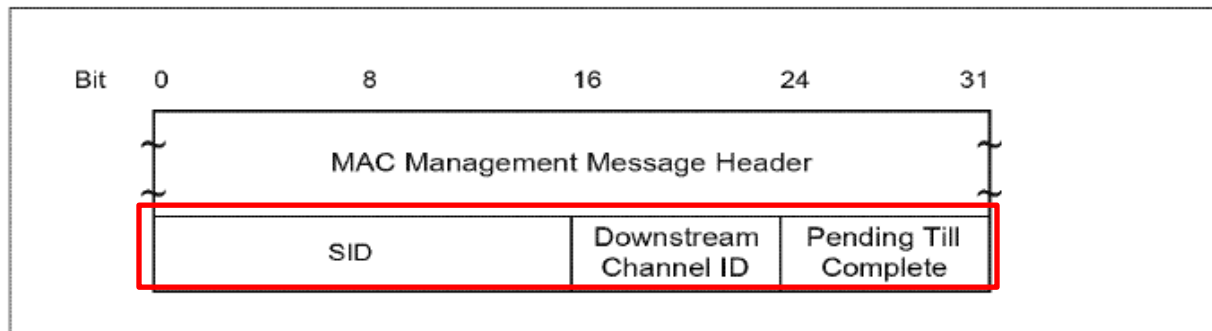 Bit 0 8 16 24 31
MAC Management Message Header
SID Downstream Channel ID Pending Till Complete